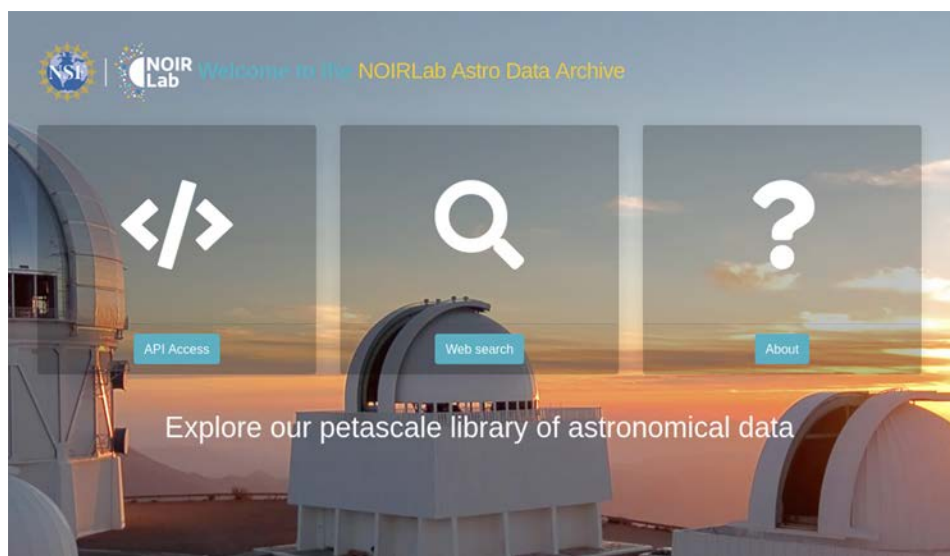 NSF
NOIR
Lab
Welcome to the NOIRLab Astro Data Archive
API Access
Web search
About
Explore our petascale library of astronomical data